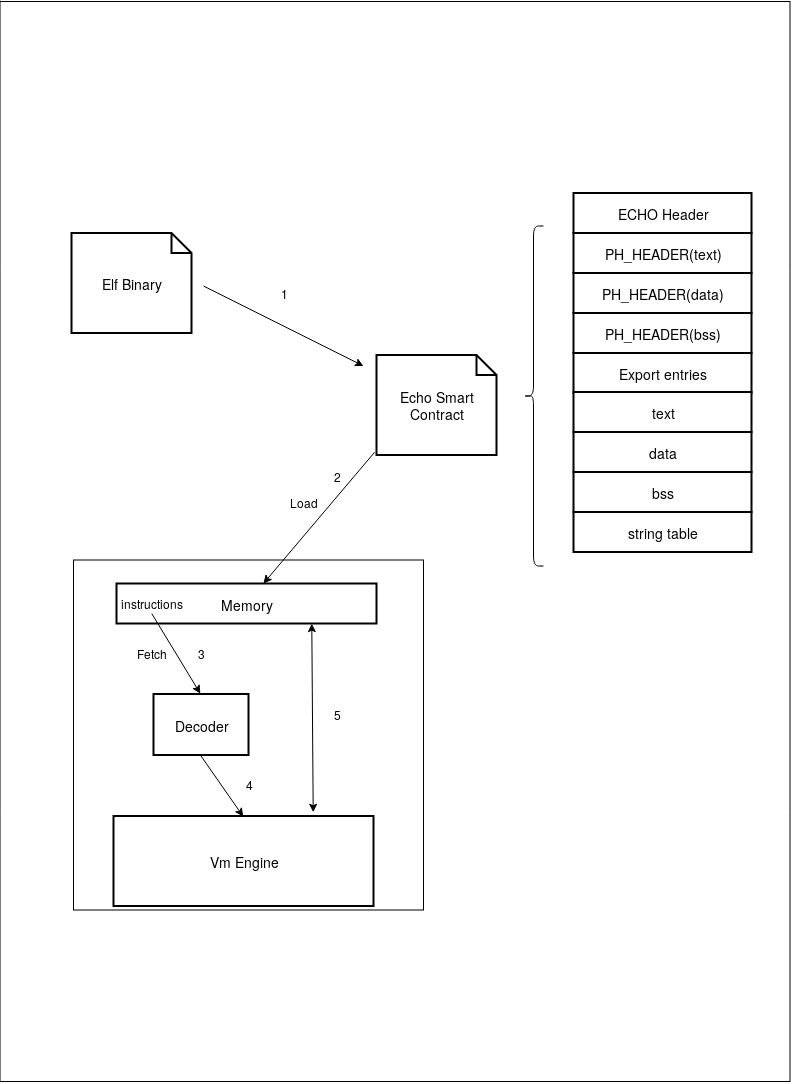 ECHO Header
PH_HEADER(text)
PH_HEADER(data)
PH_HEADER(bss)
Export entries
text
data
bss
string table
Elf Binary
1
Echo Smart
Contract
2
Load
instructions
Memory
Fetch
3
Decoder
5
4
Vm Engine